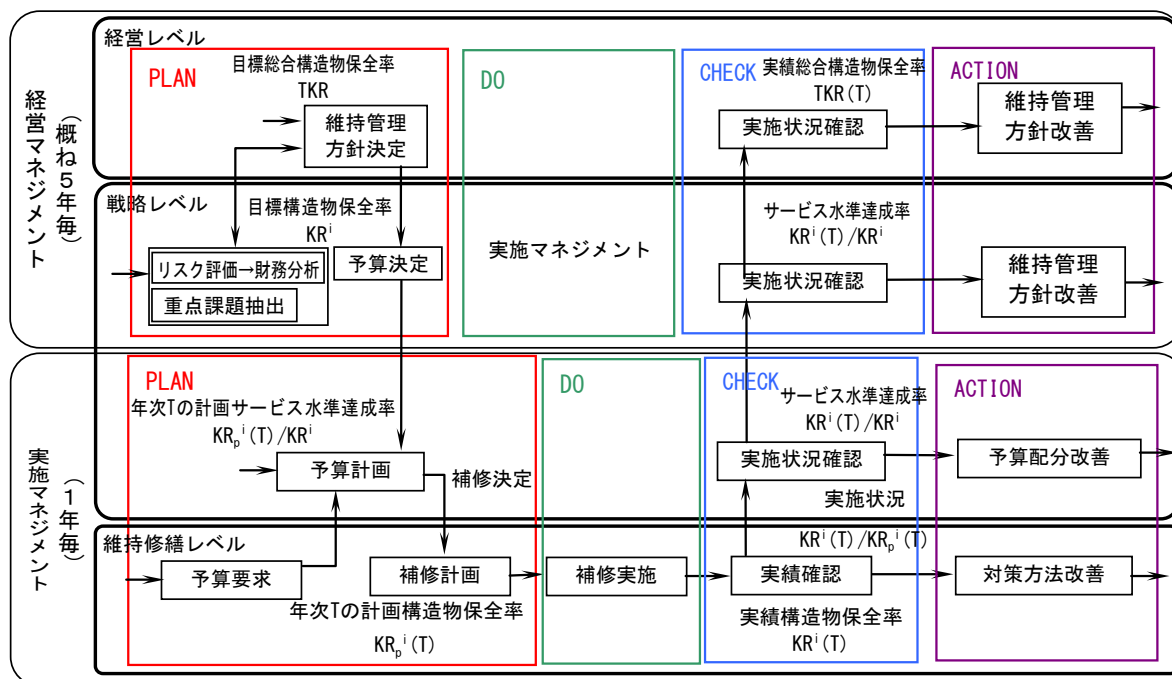 経営マネジメント
(概ね5年毎)
経営レベル
PLAN
目標総合構造物保全率
TKR
維持管理
方針決定
DO
CHECK
実績総合構造物保全率
TKR(T)
実施状況確認
ACTION
維持管理
方針改善
戦略レベル
目標構造物保全率
KRⁱ
リスク評価→財務分析
重点課題抽出
予算決定
実施マネジメント
サービス水準達成率
KRⁱ(T)/KRⁱ
実施状況確認
維持管理
方針改善
実施マネジメント
(1年毎)
PLAN
年次Tの計画サービス水準達成率
KRₚⁱ(T)/KRⁱ
予算計画
補修決定
DO
CHECK
サービス水準達成率
KRⁱ(T)/KRⁱ
実施状況確認
実施状況
ACTION
予算配分改善
維持修繕レベル
予算要求
補修計画
年次Tの計画構造物保全率
KRₚⁱ(T)
補修実施
KRⁱ(T)/KRₚⁱ(T)
実績確認
実績構造物保全率
KRⁱ(T)
対策方法改善